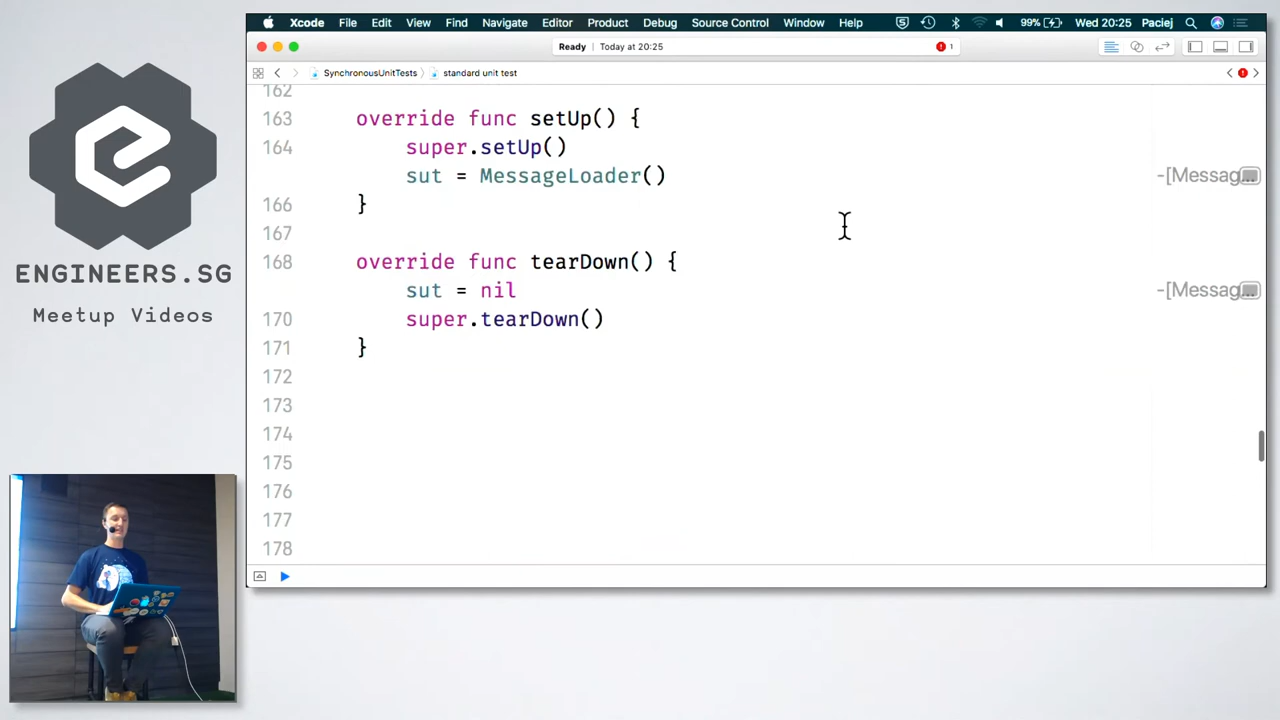 Xcode File Edit View Find Navigate Editor Product Debug Source Control Window Help 99% Wed 20:25 Paciej
Ready | Today at 20:25 1
SynchronousUnitTests standard unit test
162
163 override func setUp() {
164 super.setUp()
sut = MessageLoader() -[Messag...
166 }
167
168 override func tearDown() {
sut = nil -[Messag...
170 super.tearDown()
171 }
172
173
174
175
176
177
178
ENGINEERS.SG
Meetup Videos